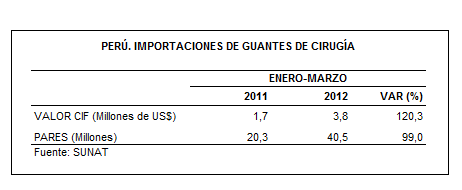 PERÚ. IMPORTACIONES DE GUANTES DE CIRUGÍA
ENERO-MARZO
2011 2012 VAR (%)
VALOR CIF (Millones de US$) 1,7 3,8 120,3
PARES (Millones) 20,3 40,5 99,0
Fuente: SUNAT